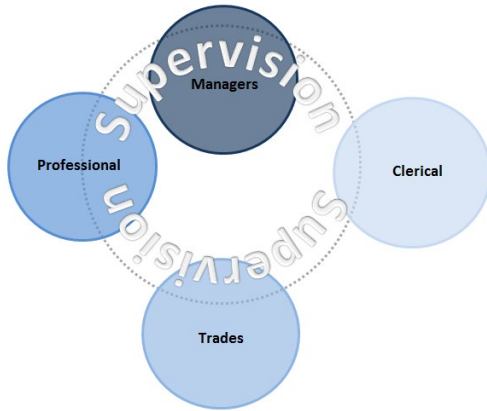 Supervision
Managers
Professional
Clerical
Supervision
Trades